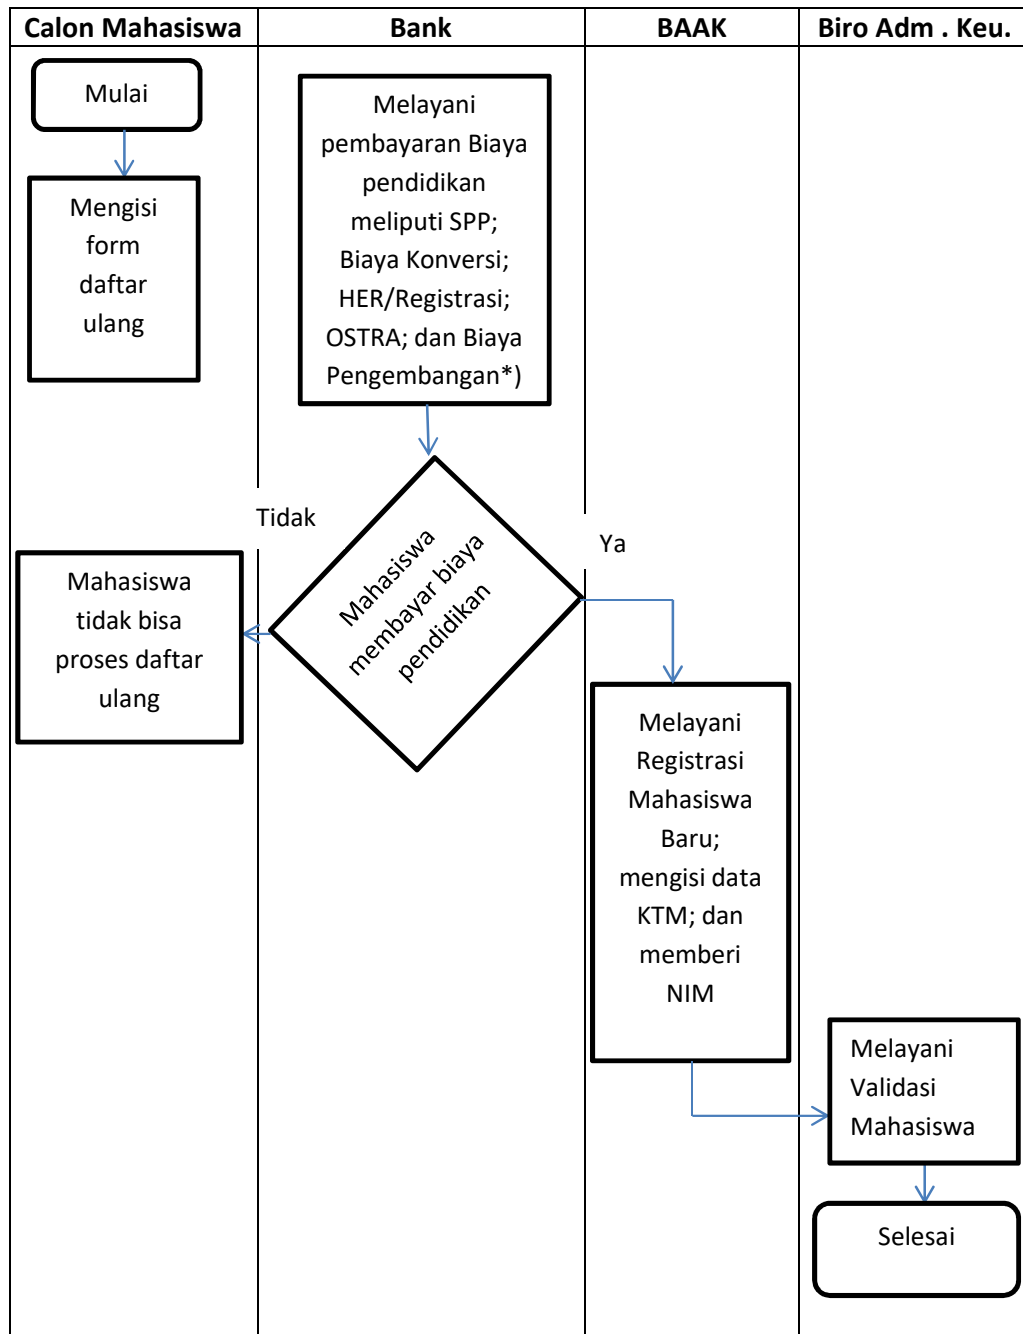 Calon Mahasiswa
Bank
BAAK
Biro Adm . Keu.
Mulai
Mengisi
form
daftar
ulang
Melayani
pembayaran Biaya
pendidikan
meliputi SPP;
Biaya Konversi;
HER/Registrasi;
OSTRA; dan Biaya
Pengembangan*)
Tidak
Mahasiswa
membayar biaya
pendidikan
Ya
Mahasiswa
tidak bisa
proses daftar
ulang
Melayani
Registrasi
Mahasiswa
Baru;
mengisi data
KTM; dan
memberi
NIM
Melayani
Validasi
Mahasiswa
Selesai